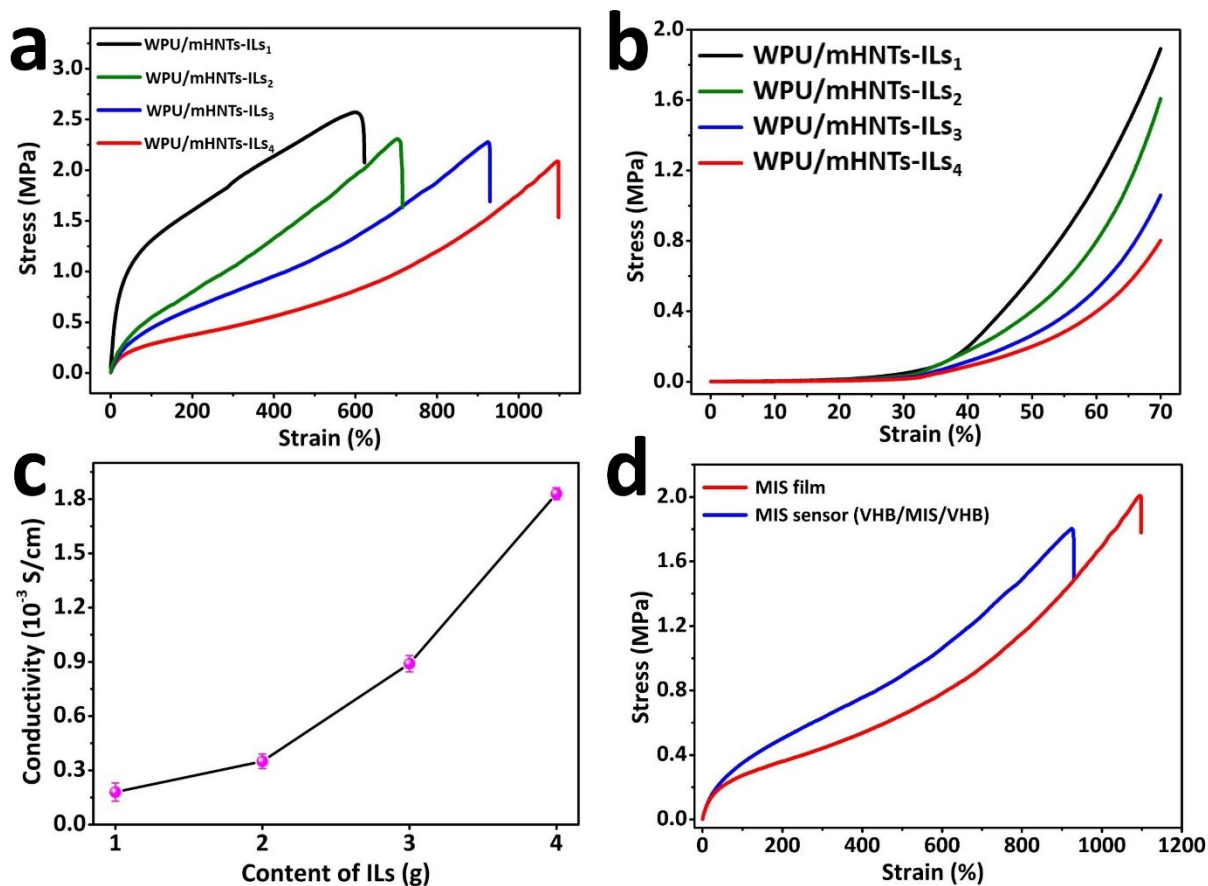 a
WPU/mHNTs-ILs₁
WPU/mHNTs-ILs₂
WPU/mHNTs-ILs₃
WPU/mHNTs-ILs₄
Stress (MPa)
3.0
2.5
2.0
1.5
1.0
0.5
0.0
0 200 400 600 800 1000
Strain (%)
b
WPU/mHNTs-ILs₁
WPU/mHNTs-ILs₂
WPU/mHNTs-ILs₃
WPU/mHNTs-ILs₄
Stress (MPa)
2.0
1.6
1.2
0.8
0.4
0.0
0 10 20 30 40 50 60 70
Strain (%)
c
Conductivity (10⁻³ S/cm)
1.8
1.5
1.2
0.9
0.6
0.3
0.0
1 2 3 4
Content of ILs (g)
d
MIS film
MIS sensor (VHB/MIS/VHB)
Stress (MPa)
2.0
1.6
1.2
0.8
0.4
0.0
0 200 400 600 800 1000 1200
Strain (%)